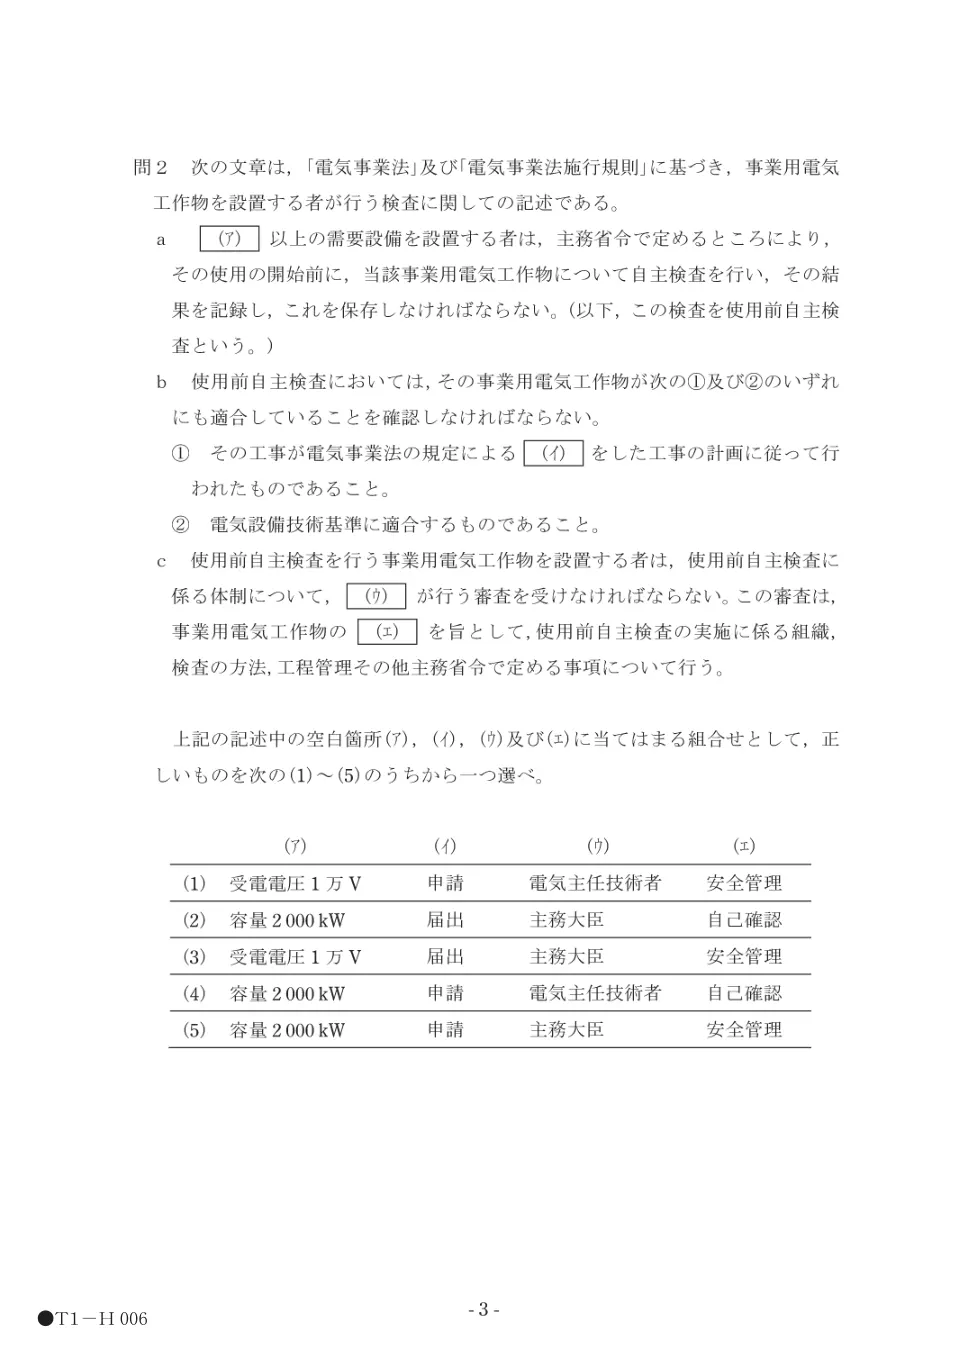 問２　次の文章は，「電気事業法」及び「電気事業法施行規則」に基づき，事業用電気
工作物を設置する者が行う検査に関しての記述である。
a　(ア)　以上の需要設備を設置する者は，主務省令で定めるところにより，
その使用の開始前に，当該事業用電気工作物について自主検査を行い，その結
果を記録し，これを保存しなければならない。(以下，この検査を使用前自主検
査という。)
b　使用前自主検査においては，その事業用電気工作物が次の①及び②のいずれ
にも適合していることを確認しなければならない。
①　その工事が電気事業法の規定による　(イ)　をした工事の計画に従って行
われたものであること。
②　電気設備技術基準に適合するものであること。
c　使用前自主検査を行う事業用電気工作物を設置する者は，使用前自主検査に
係る体制について，　(ウ)　が行う審査を受けなければならない。この審査は，
事業用電気工作物の　(エ)　を旨として，使用前自主検査の実施に係る組織，
検査の方法，工程管理その他主務省令で定める事項について行う。
上記の記述中の空白箇所(ア)，(イ)，(ウ)及び(エ)に当てはまる組合せとして，正
しいものを次の(1)～(5)のうちから一つ選べ。
(ア)　(イ)　(ウ)　(エ)
(1)　受電電圧 1 万 V　申請　電気主任技術者　安全管理
(2)　容量 2 000 kW　届出　主務大臣　自己確認
(3)　受電電圧 1 万 V　届出　主務大臣　安全管理
(4)　容量 2 000 kW　申請　電気主任技術者　自己確認
(5)　容量 2 000 kW　申請　主務大臣　安全管理
- 3 -
●T1－H 006